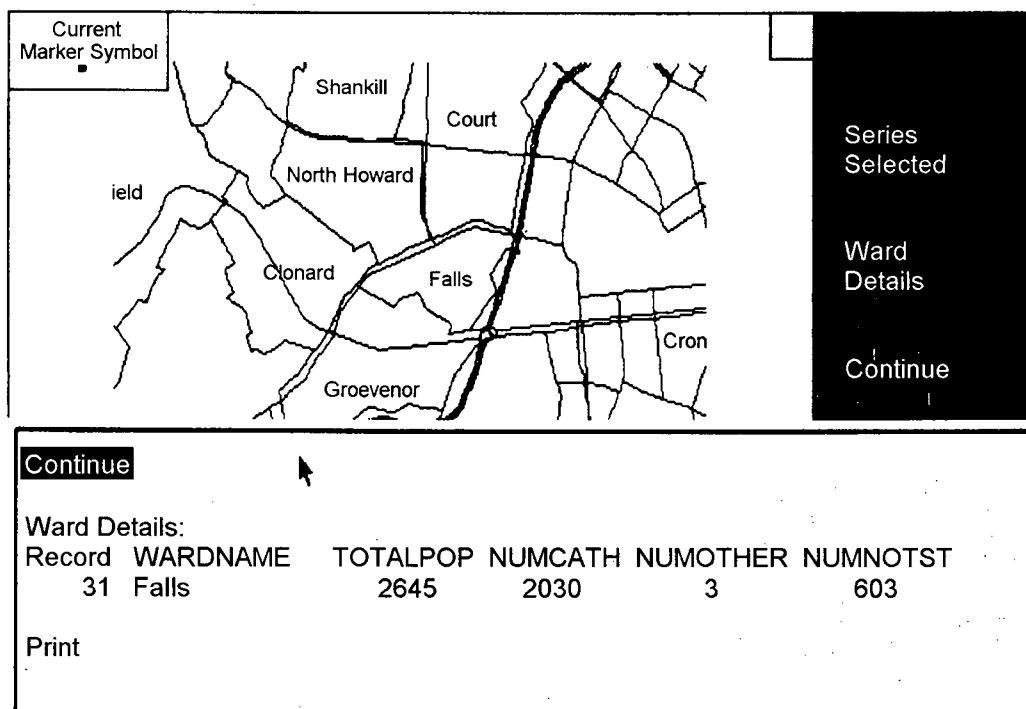 Current
Marker Symbol
Shankill
Court
North Howard
ield
Clonard
Falls
Cron
Groevenor
Series
Selected
Ward
Details
Continue
Continue
Ward Details:
Record WARDNAME TOTALPOP NUMCATH NUMOTHER NUMNOTST
31 Falls 2645 2030 3 603
Print